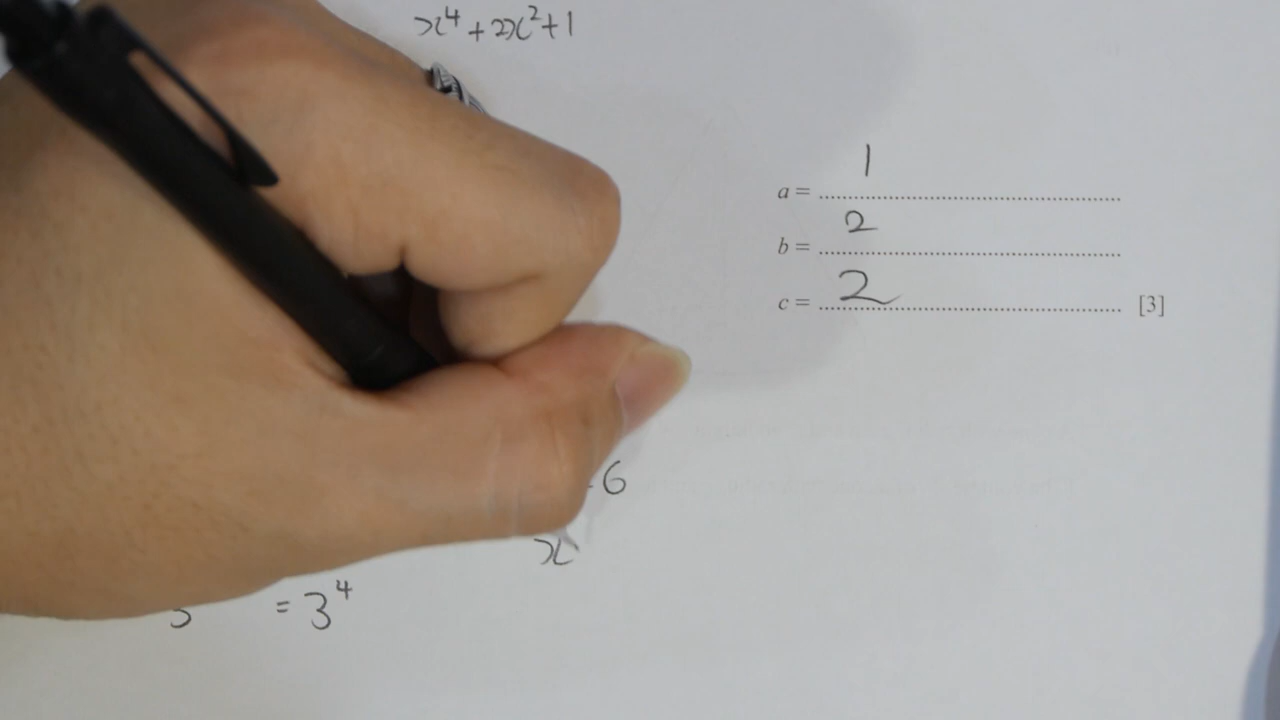 x⁴ + 2x² + 1
a = 1
b = 2
c = 2 [3]
6
x
= 3⁴